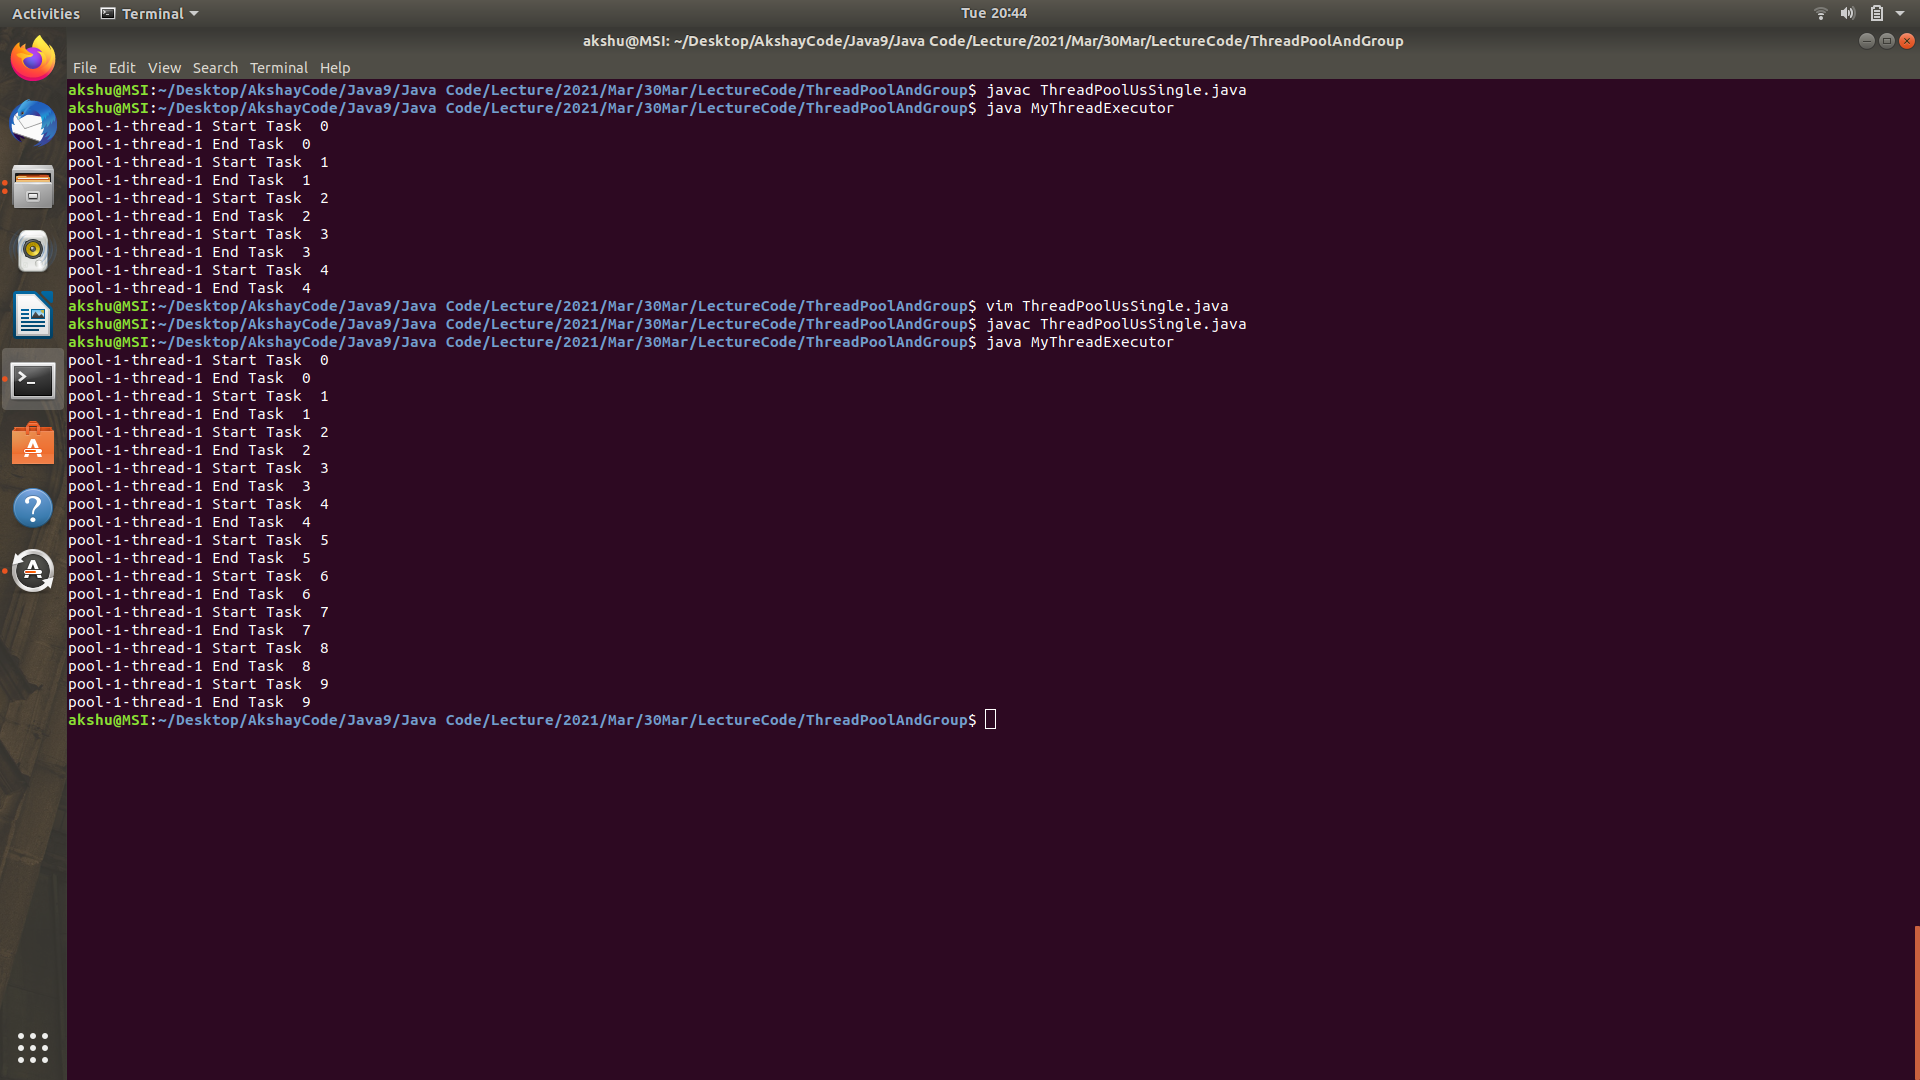 Activities Terminal Tue 20:44
akshu@MSI: ~/Desktop/AkshayCode/Java9/Java Code/Lecture/2021/Mar/30Mar/LectureCode/ThreadPoolAndGroup
File Edit View Search Terminal Help
akshu@MSI:~/Desktop/AkshayCode/Java9/Java Code/Lecture/2021/Mar/30Mar/LectureCode/ThreadPoolAndGroup$ javac ThreadPoolUsSingle.java
akshu@MSI:~/Desktop/AkshayCode/Java9/Java Code/Lecture/2021/Mar/30Mar/LectureCode/ThreadPoolAndGroup$ java MyThreadExecutor
pool-1-thread-1 Start Task  0
pool-1-thread-1 End Task  0
pool-1-thread-1 Start Task  1
pool-1-thread-1 End Task  1
pool-1-thread-1 Start Task  2
pool-1-thread-1 End Task  2
pool-1-thread-1 Start Task  3
pool-1-thread-1 End Task  3
pool-1-thread-1 Start Task  4
pool-1-thread-1 End Task  4
akshu@MSI:~/Desktop/AkshayCode/Java9/Java Code/Lecture/2021/Mar/30Mar/LectureCode/ThreadPoolAndGroup$ vim ThreadPoolUsSingle.java
akshu@MSI:~/Desktop/AkshayCode/Java9/Java Code/Lecture/2021/Mar/30Mar/LectureCode/ThreadPoolAndGroup$ javac ThreadPoolUsSingle.java
akshu@MSI:~/Desktop/AkshayCode/Java9/Java Code/Lecture/2021/Mar/30Mar/LectureCode/ThreadPoolAndGroup$ java MyThreadExecutor
pool-1-thread-1 Start Task  0
pool-1-thread-1 End Task  0
pool-1-thread-1 Start Task  1
pool-1-thread-1 End Task  1
pool-1-thread-1 Start Task  2
pool-1-thread-1 End Task  2
pool-1-thread-1 Start Task  3
pool-1-thread-1 End Task  3
pool-1-thread-1 Start Task  4
pool-1-thread-1 End Task  4
pool-1-thread-1 Start Task  5
pool-1-thread-1 End Task  5
pool-1-thread-1 Start Task  6
pool-1-thread-1 End Task  6
pool-1-thread-1 Start Task  7
pool-1-thread-1 End Task  7
pool-1-thread-1 Start Task  8
pool-1-thread-1 End Task  8
pool-1-thread-1 Start Task  9
pool-1-thread-1 End Task  9
akshu@MSI:~/Desktop/AkshayCode/Java9/Java Code/Lecture/2021/Mar/30Mar/LectureCode/ThreadPoolAndGroup$